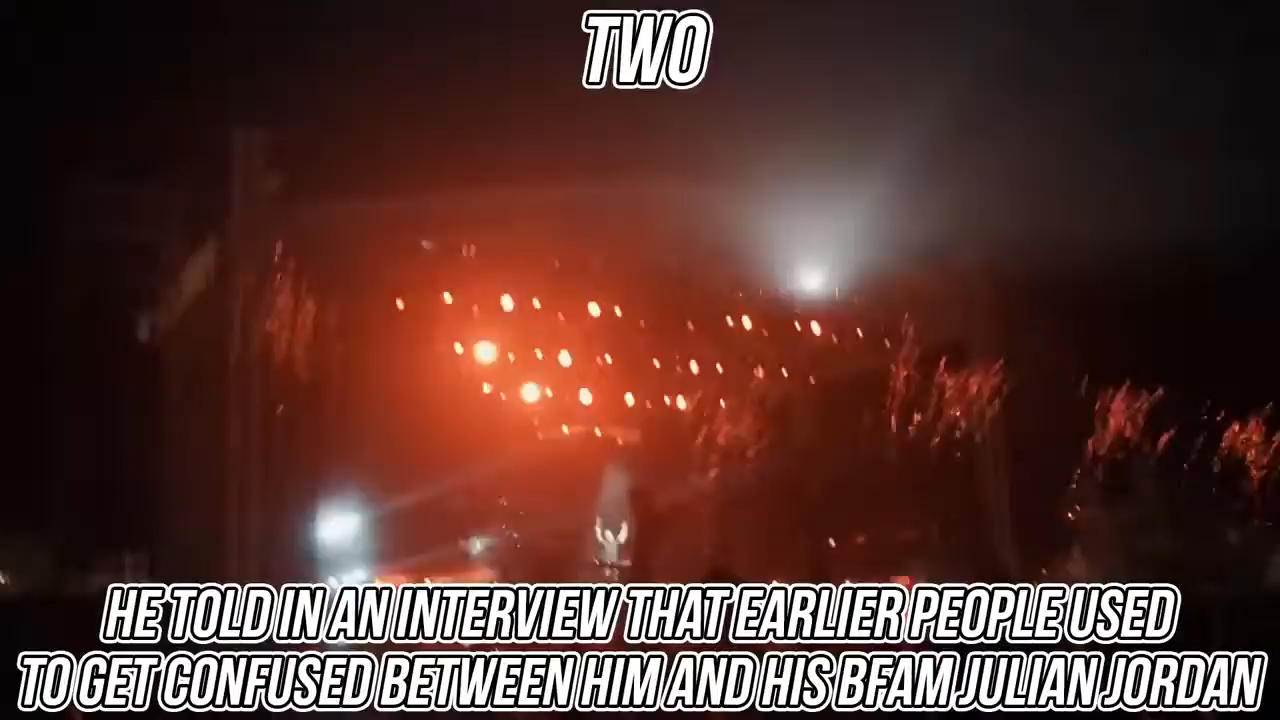 TWO
HE TOLD IN AN INTERVIEW THAT EARLIER PEOPLE USED
TO GET CONFUSED BETWEEN HIM AND HIS BFAM JULIAN JORDAN